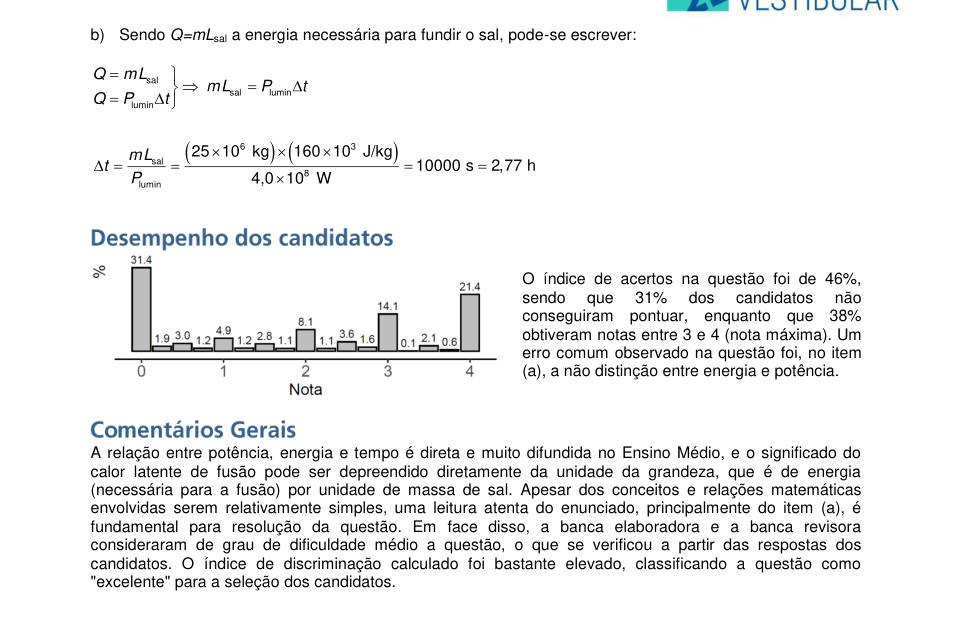 VESTIBULAR
b) Sendo Q=mLsal a energia necessária para fundir o sal, pode-se escrever:
Q = mLsal
Q = PluminΔt} ⇒ mLsal = PluminΔt
Δt = mLsal/Plumin = (25×10⁶ kg)×(160×10³ J/kg)/4,0×10⁸ W = 10000 s = 2,77 h
Desempenho dos candidatos
%
31.4 1.9 3.0 1.2 4.9 1.2 2.8 1.1 8.1 1.1 3.6 1.6 14.1 0.1 2.1 0.6 21.4
0 1 2 3 4
Nota
O índice de acertos na questão foi de 46%,
sendo que 31% dos candidatos não
conseguiram pontuar, enquanto que 38%
obtiveram notas entre 3 e 4 (nota máxima). Um
erro comum observado na questão foi, no item
(a), a não distinção entre energia e potência.
Comentários Gerais
A relação entre potência, energia e tempo é direta e muito difundida no Ensino Médio, e o significado do
calor latente de fusão pode ser depreendido diretamente da unidade da grandeza, que é de energia
(necessária para a fusão) por unidade de massa de sal. Apesar dos conceitos e relações matemáticas
envolvidas serem relativamente simples, uma leitura atenta do enunciado, principalmente do item (a), é
fundamental para resolução da questão. Em face disso, a banca elaboradora e a banca revisora
consideraram de grau de dificuldade médio a questão, o que se verificou a partir das respostas dos
candidatos. O índice de discriminação calculado foi bastante elevado, classificando a questão como
"excelente" para a seleção dos candidatos.